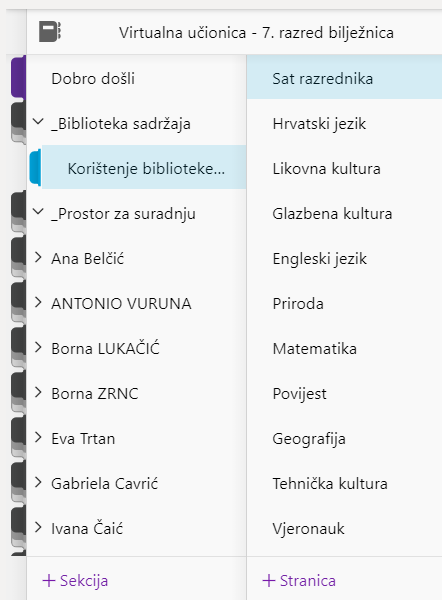 Virtualna učionica - 7. razred bilježnica
Dobro došli
_Biblioteka sadržaja
Korištenje biblioteke...
_Prostor za suradnju
Ana Belčić
ANTONIO VURUNA
Borna LUKAČIĆ
Borna ZRNC
Eva Trtan
Gabriela Cavrić
Ivana Čaić
+ Sekcija
Sat razrednika
Hrvatski jezik
Likovna kultura
Glazbena kultura
Engleski jezik
Priroda
Matematika
Povijest
Geografija
Tehnička kultura
Vjeronauk
+ Stranica